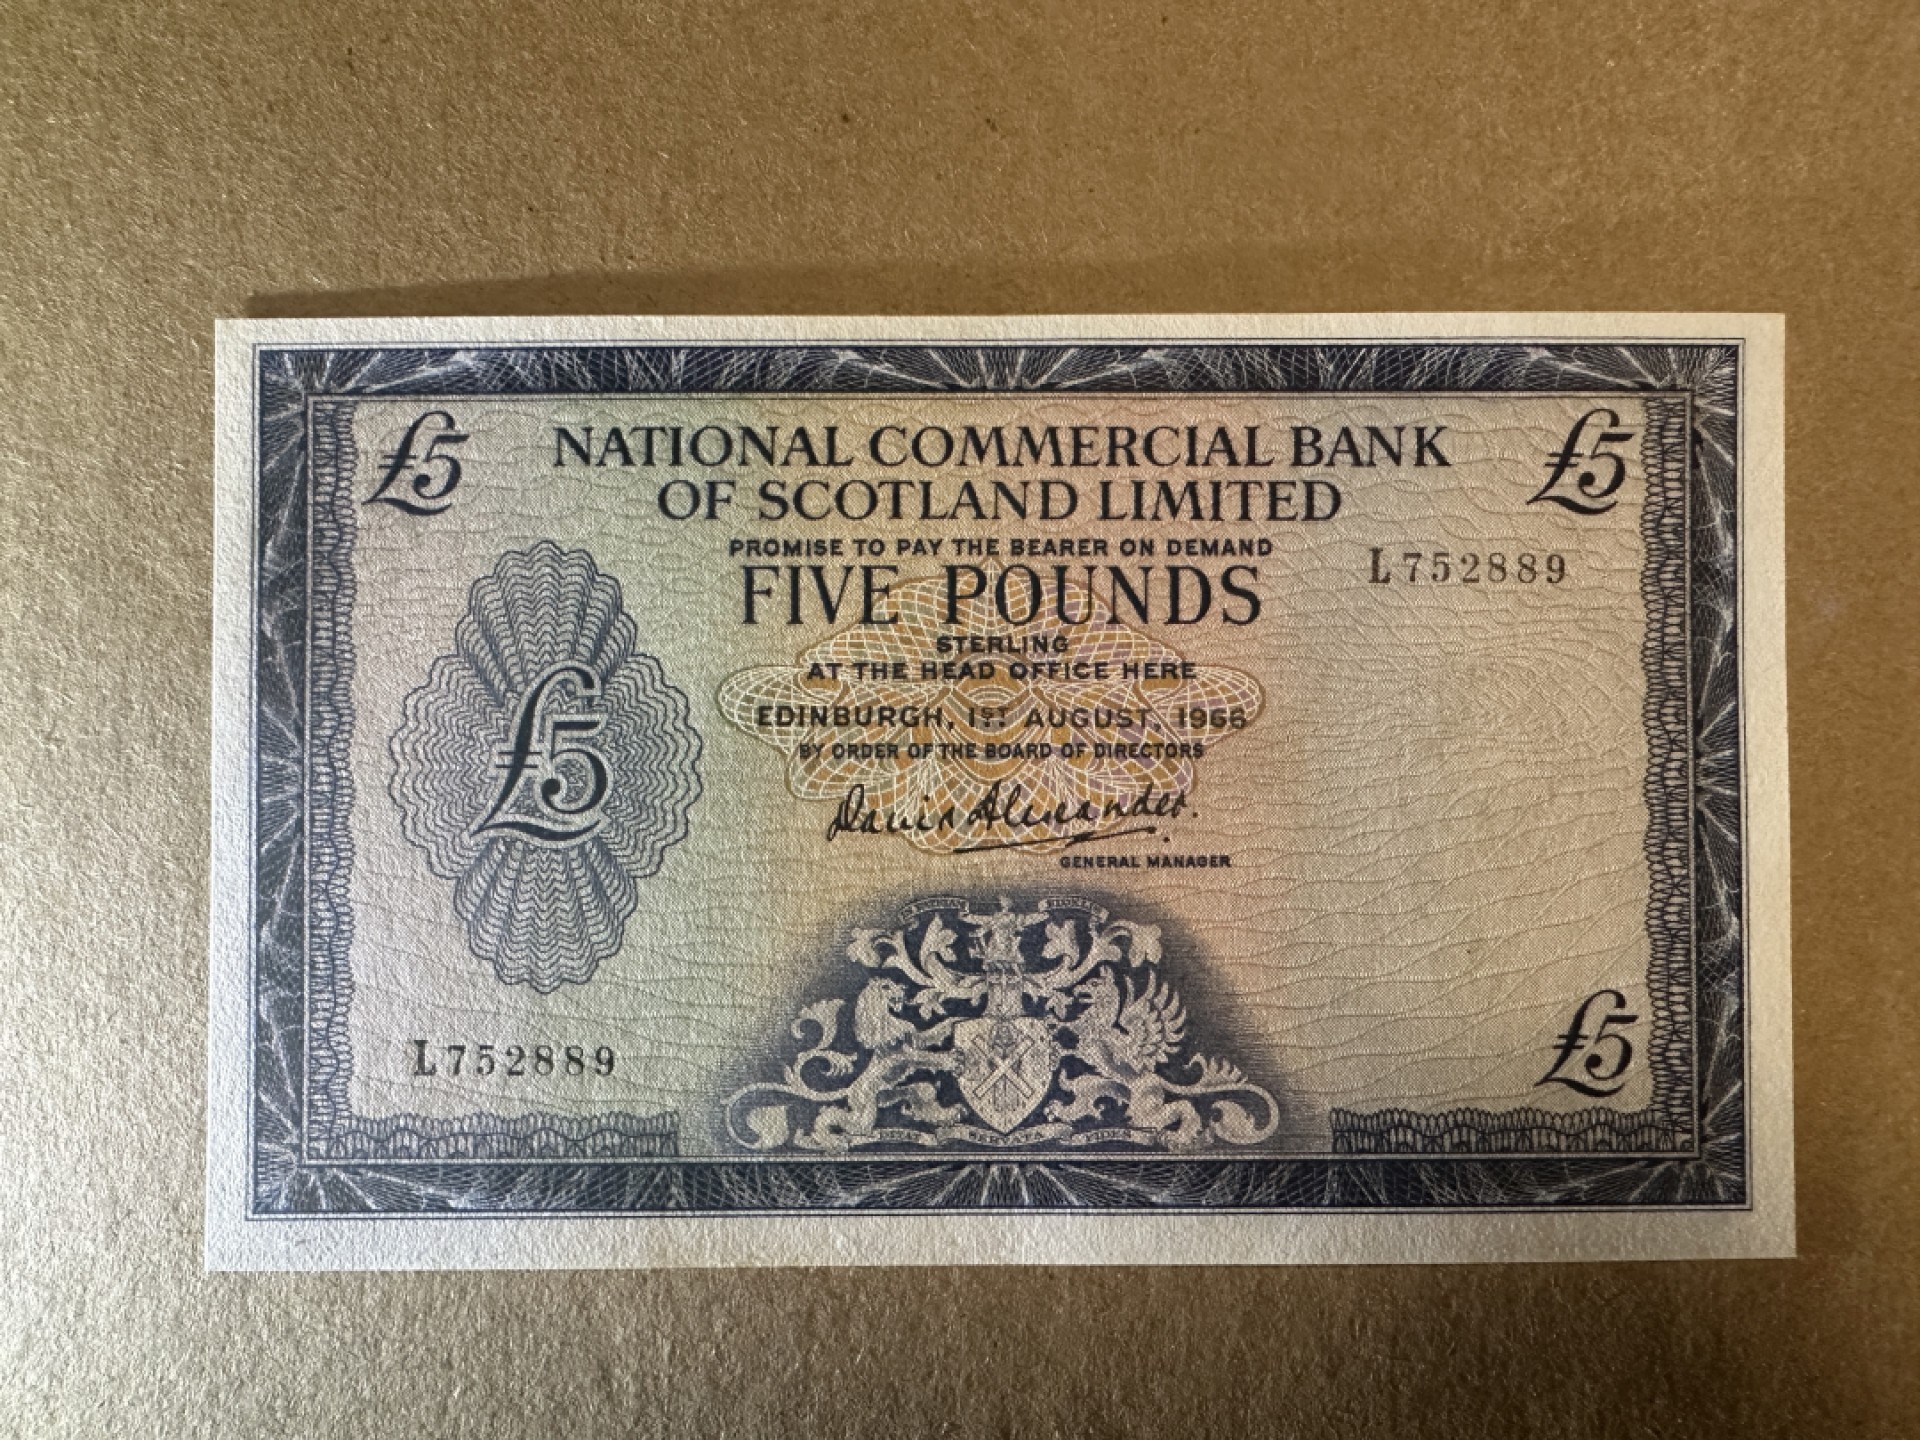 £5 £5
NATIONAL COMMERCIAL BANK
OF SCOTLAND LIMITED
PROMISE TO PAY THE BEARER ON DEMAND
L752889
FIVE POUNDS
STERLING
AT THE HEAD OFFICE HERE
£5
EDINBURGH, 1ST AUGUST, 1966
BY ORDER OF THE BOARD OF DIRECTORS
David Alexander.
GENERAL MANAGER
L752889
£5
SERVATA FIDES